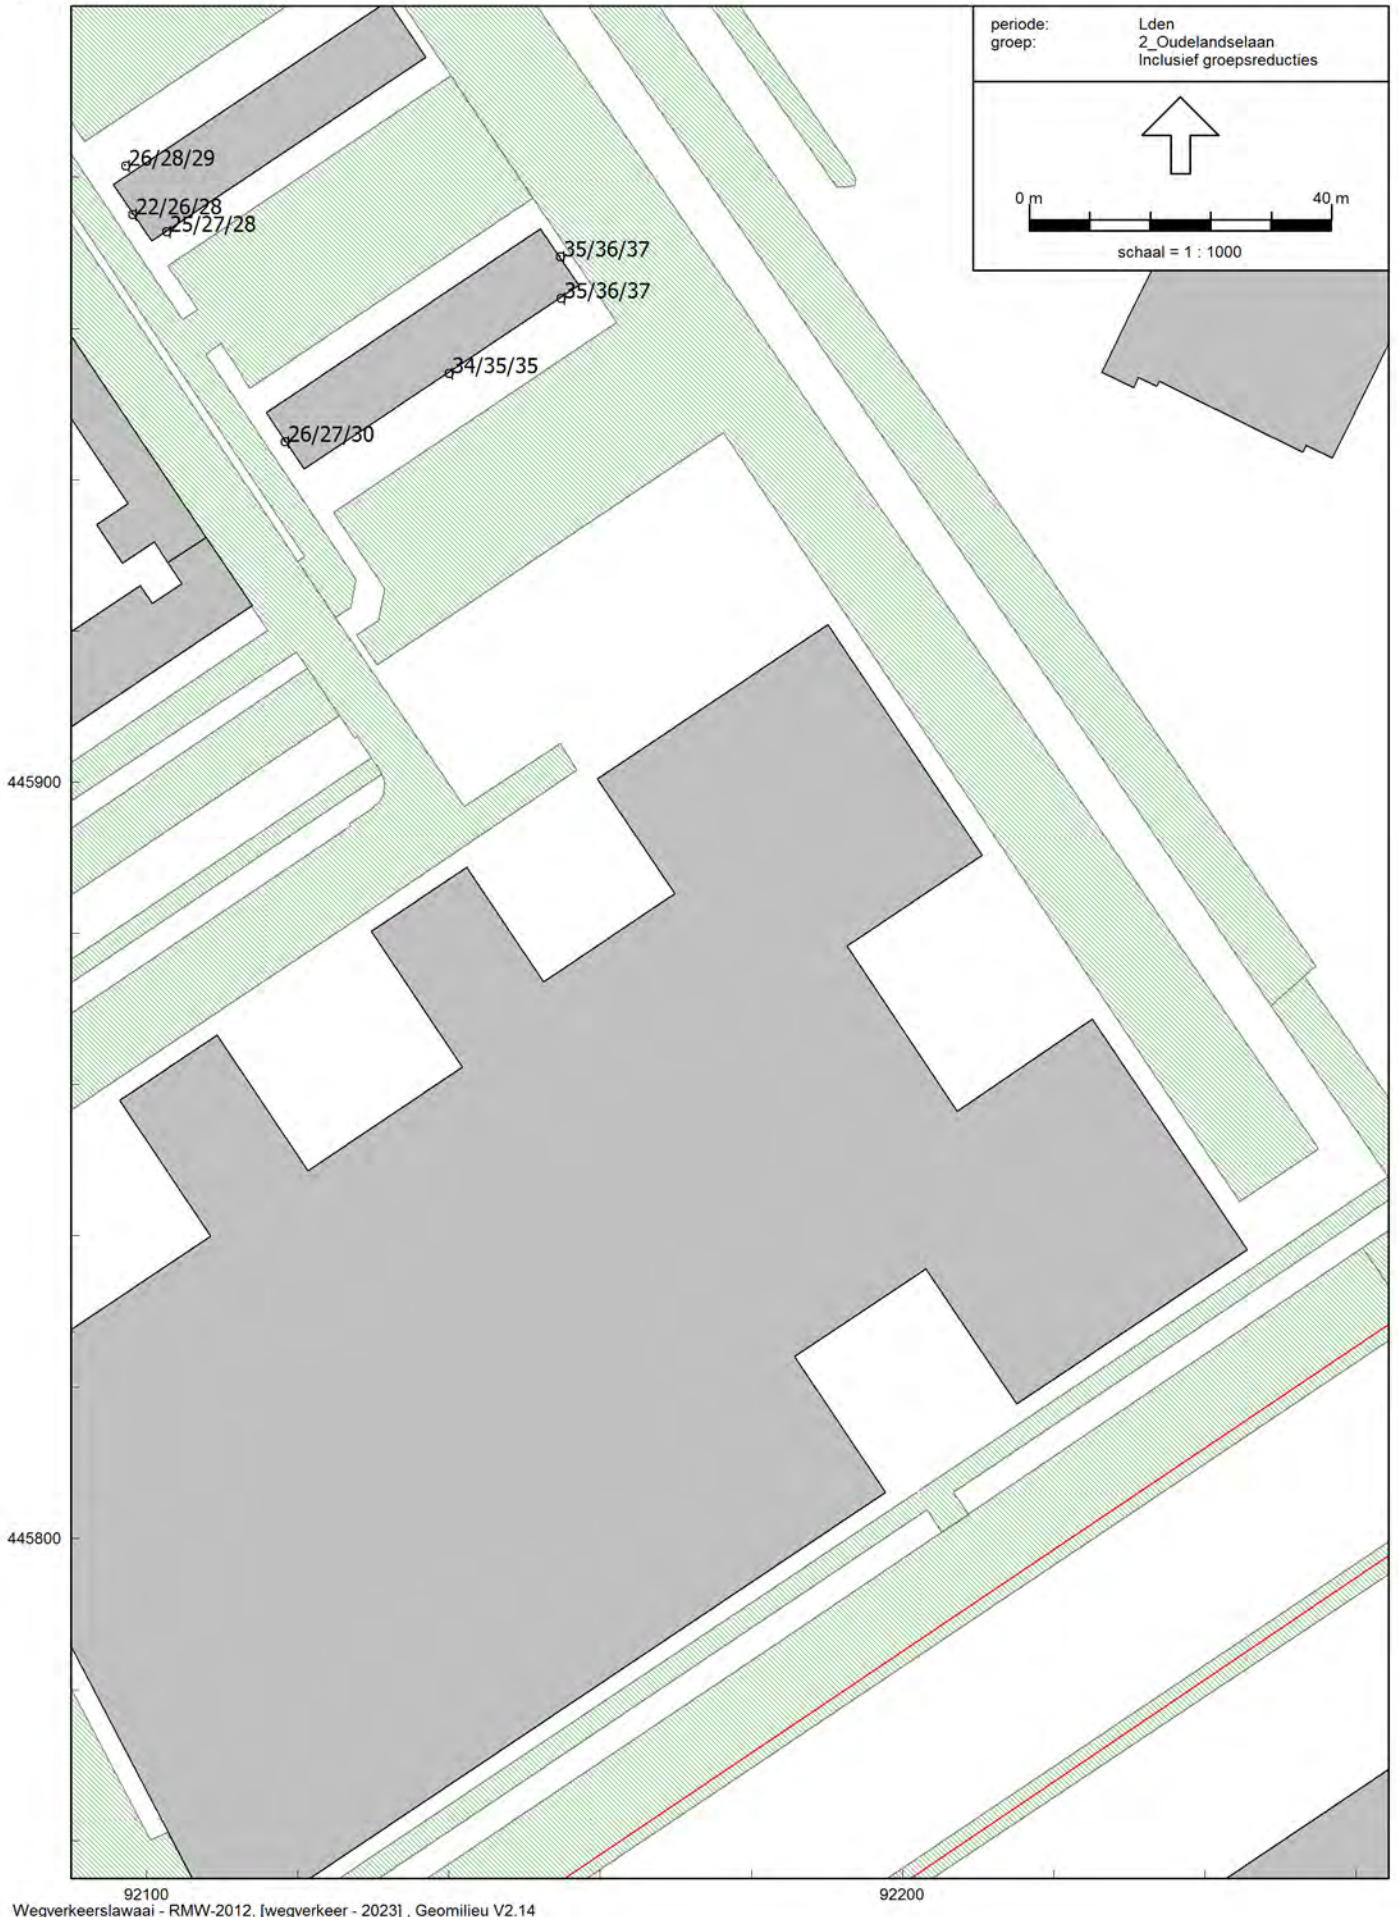 periode: Lden
groep: 2_Oudelandselaan
Inclusief groepsreducties
0 m 40 m
schaal = 1 : 1000
26/28/29
22/26/28
25/27/28
35/36/37
35/36/37
34/35/35
26/27/30
445900
445800
92100 92200
Wegverkeerslawaai - RMW-2012, [wegverkeer - 2023] , Geomilieu V2.14